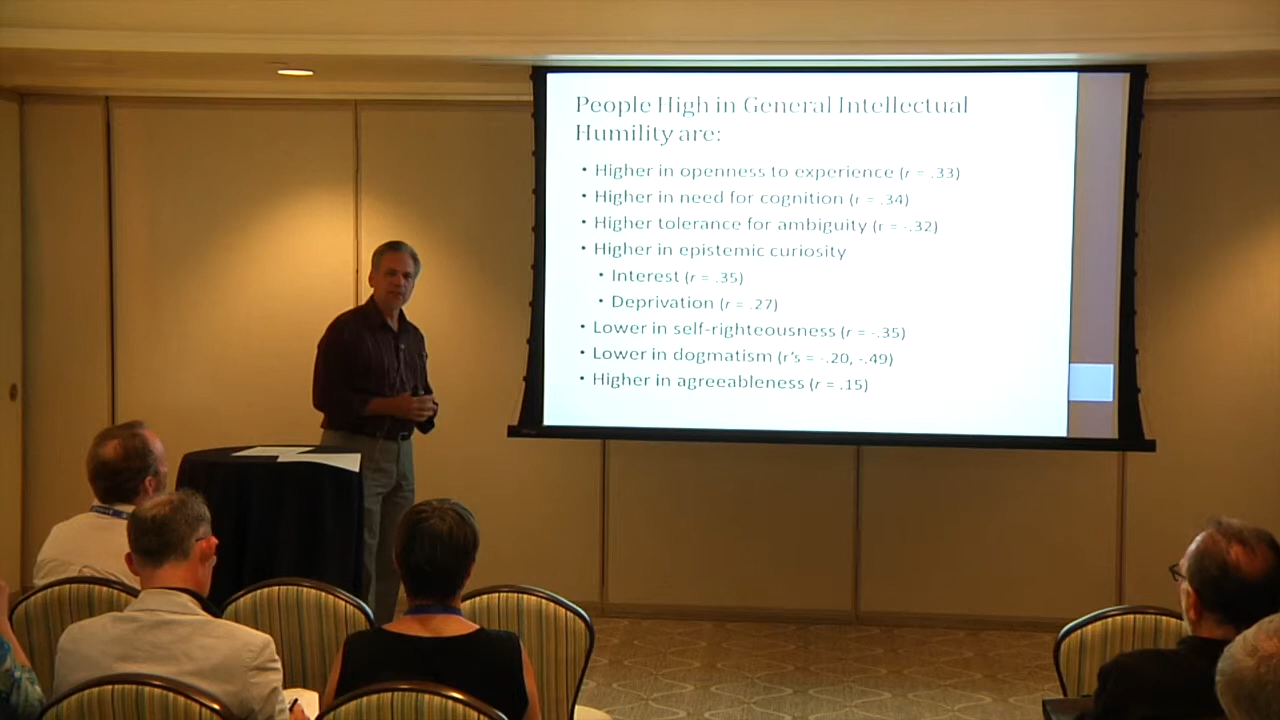 People High in General Intellectual
Humility are:
• Higher in openness to experience (r = .33)
• Higher in need for cognition (r = .34)
• Higher tolerance for ambiguity (r = -.32)
• Higher in epistemic curiosity
• Interest (r = .35)
• Deprivation (r = .27)
• Lower in self-righteousness (r = -.35)
• Lower in dogmatism (r's = -.20, -.49)
• Higher in agreeableness (r = .15)